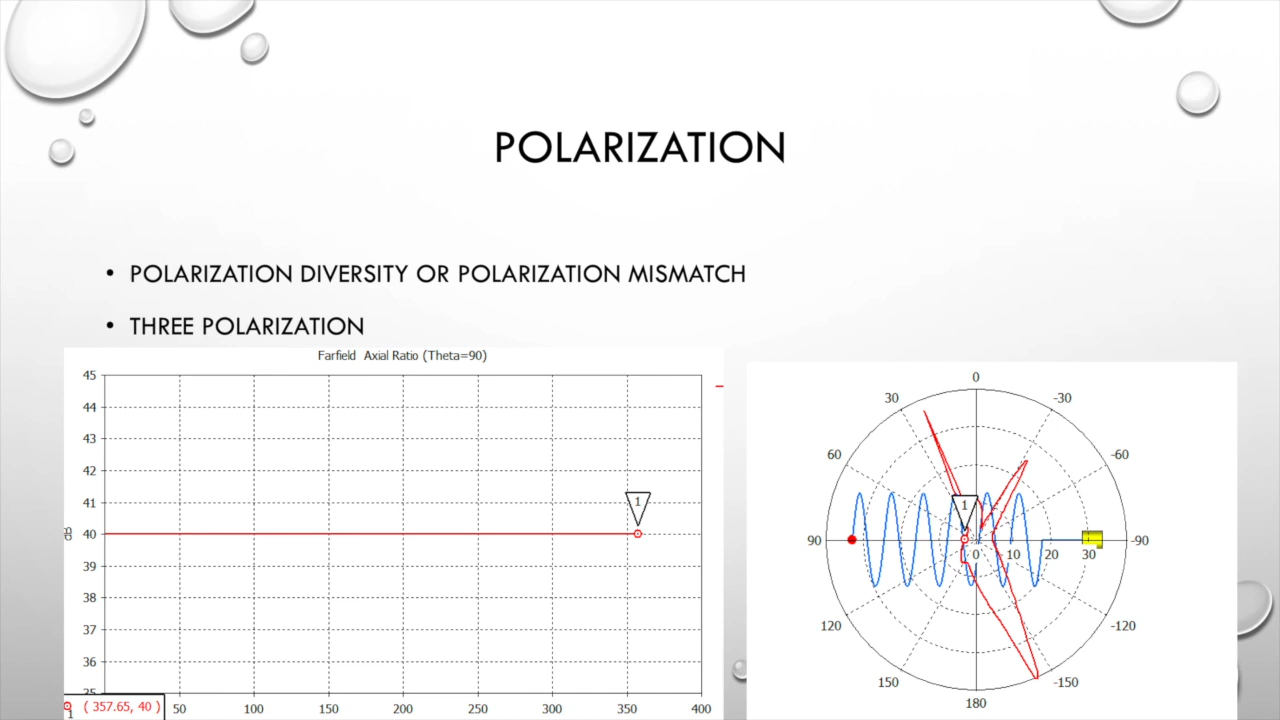 POLARIZATION
• POLARIZATION DIVERSITY OR POLARIZATION MISMATCH
• THREE POLARIZATION
Farfield Axial Ratio (Theta=90)
45
44
43
42
41
40
39
38
37
36
35
dB
1
1 ( 357.65, 40 )
50 100 150 200 250 300 350 400
0
30 -30
60 -60
1
90 -90
0 10 20 30
120 -120
150 -150
180